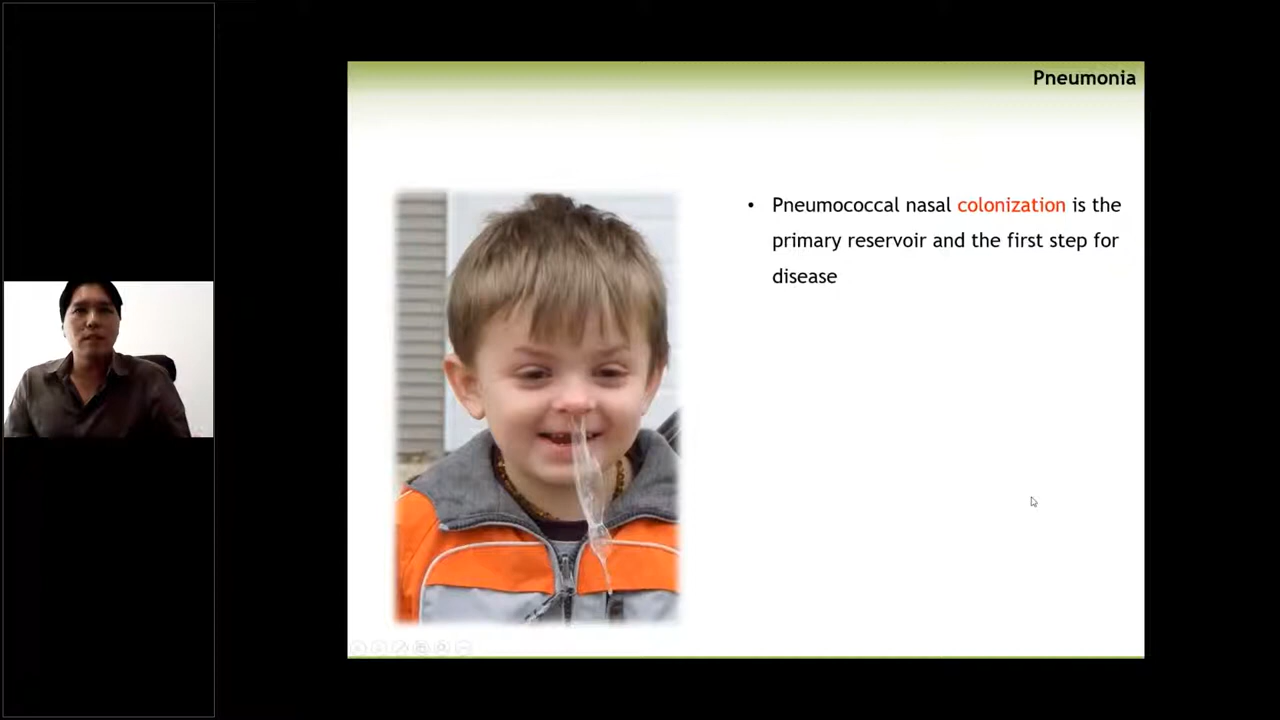 Pneumonia
• Pneumococcal nasal colonization is the
primary reservoir and the first step for
disease